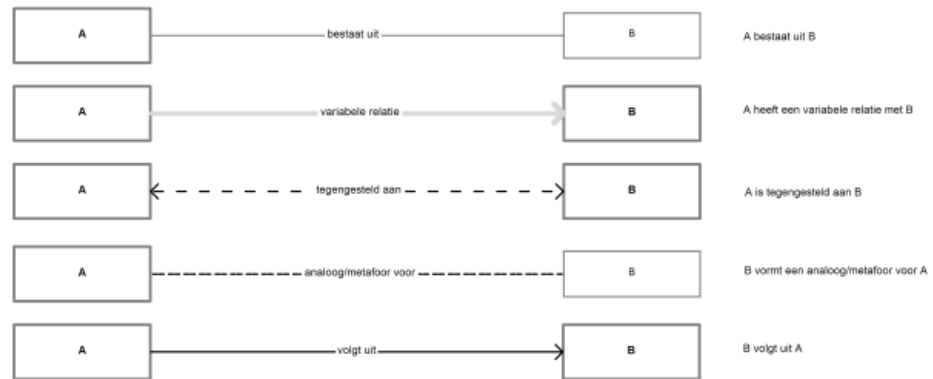 A bestaat uit B A bestaat uit B
A variabele relatie B A heeft een variabele relatie met B
A tegengesteld aan B A is tegengesteld aan B
A analoog/metafoor voor B B vormt een analoog/metafoor voor A
A volgt uit B B volgt uit A